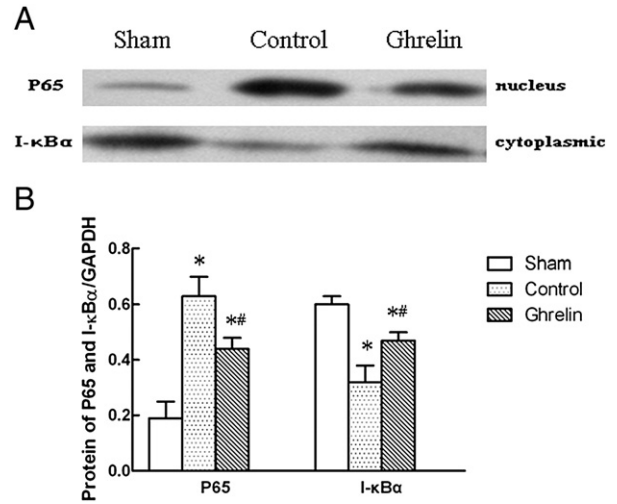 A
Sham Control Ghrelin
P65 nucleus
I-κBα cytoplasmic
B
Protein of P65 and I-κBα/GAPDH
0.8
0.6
0.4
0.2
0.0
*
*#
*
*#
P65 I-κBα
Sham
Control
Ghrelin